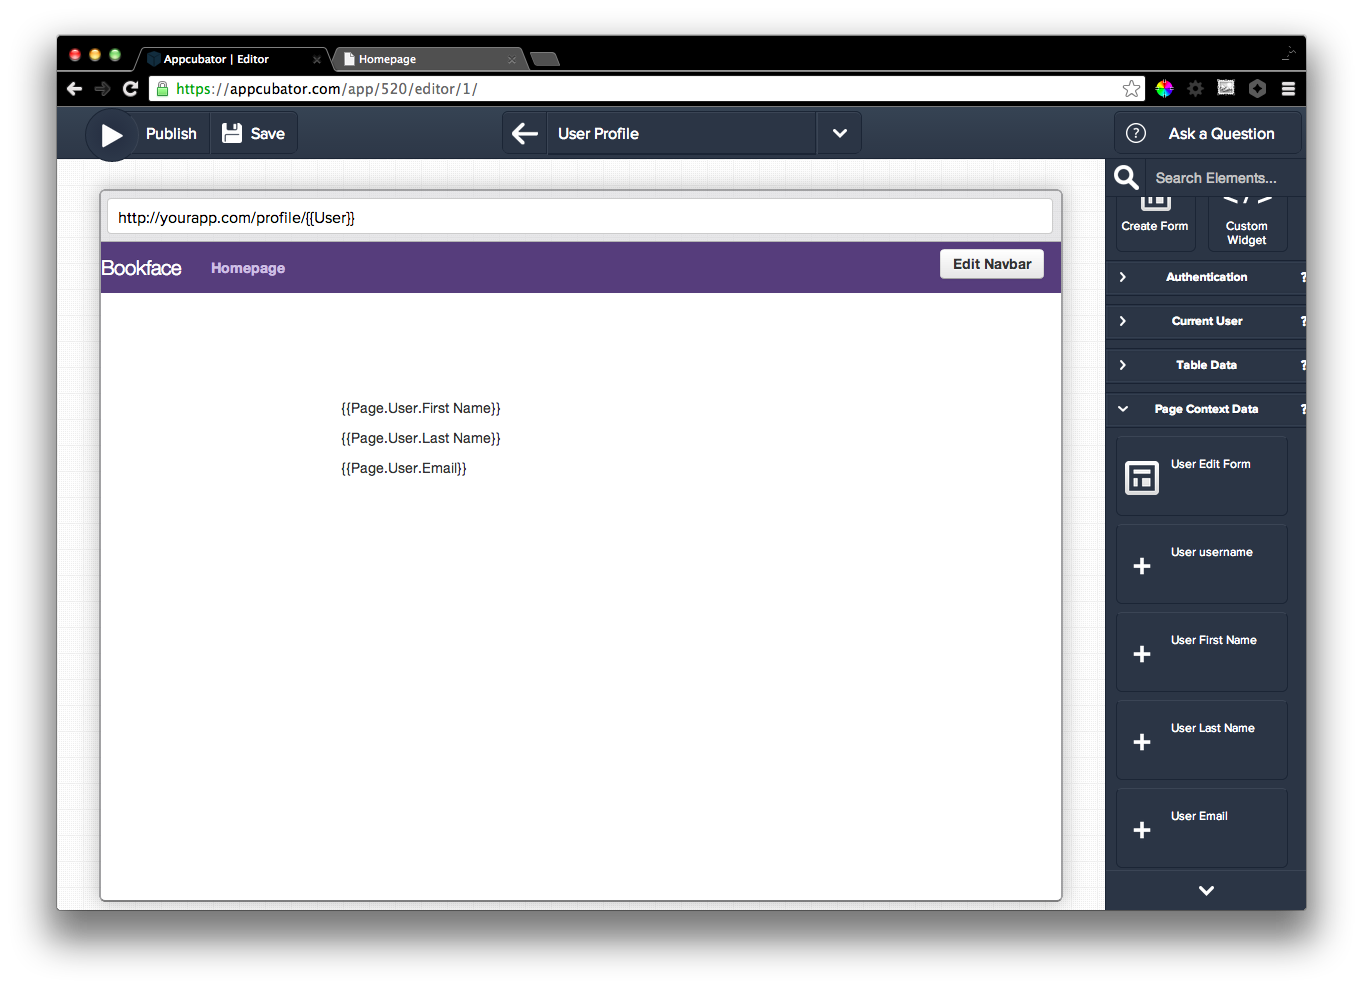 Appcubator | Editor
Homepage
https://appcubator.com/app/520/editor/1/
Publish
Save
User Profile
Ask a Question
Search Elements...
http://yourapp.com/profile/{{User}}
Create Form
Custom
Widget
Bookface
Homepage
Edit Navbar
Authentication ?
Current User ?
Table Data ?
Page Context Data ?
{{Page.User.First Name}}
{{Page.User.Last Name}}
{{Page.User.Email}}
User Edit Form
User username
User First Name
User Last Name
User Email